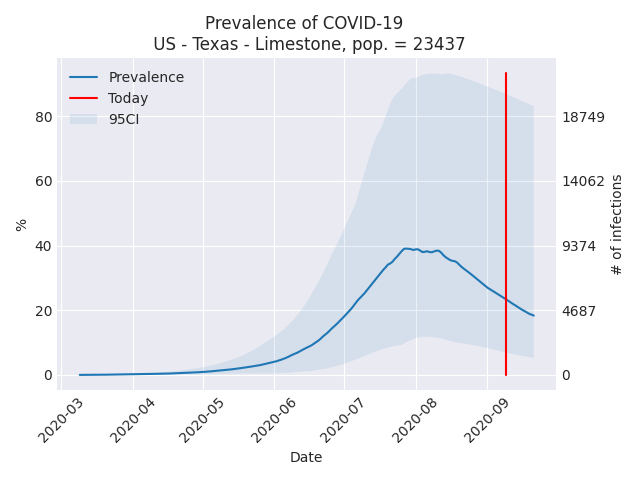 Prevalence of COVID-19
US - Texas - Limestone, pop. = 23437
Prevalence
Today
95CI
%
80
60
40
20
0
18749
14062
9374
4687
0
# of infections
2020-03
2020-04
2020-05
2020-06
2020-07
2020-08
2020-09
Date